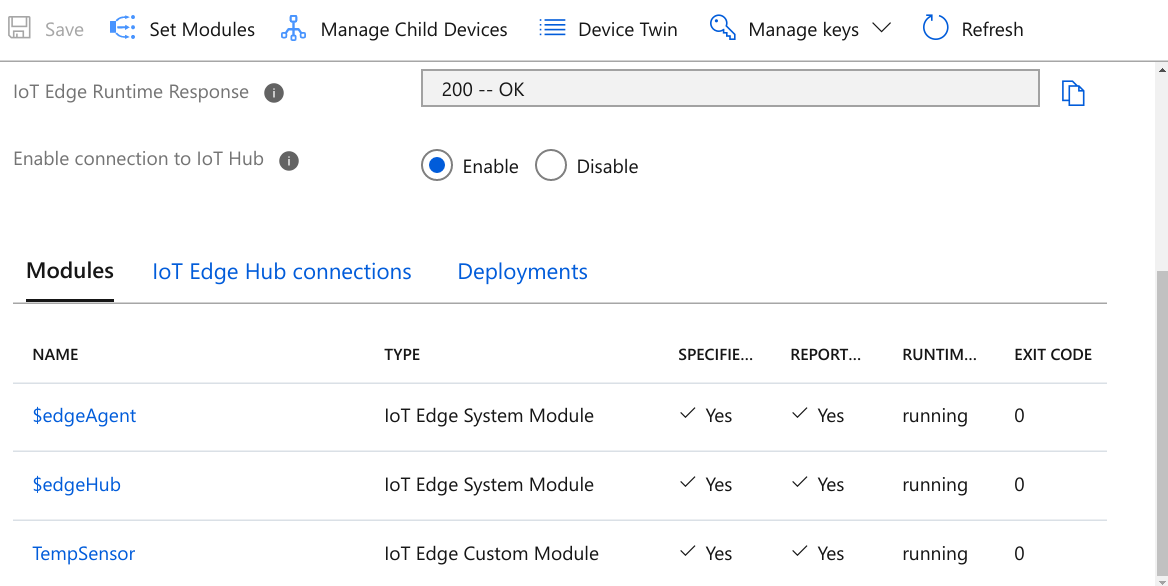 Save Set Modules Manage Child Devices Device Twin Manage keys Refresh
IoT Edge Runtime Response 200 -- OK
Enable connection to IoT Hub Enable Disable
Modules IoT Edge Hub connections Deployments
NAME TYPE SPECIFIE... REPORT... RUNTIM... EXIT CODE
$edgeAgent IoT Edge System Module Yes Yes running 0
$edgeHub IoT Edge System Module Yes Yes running 0
TempSensor IoT Edge Custom Module Yes Yes running 0